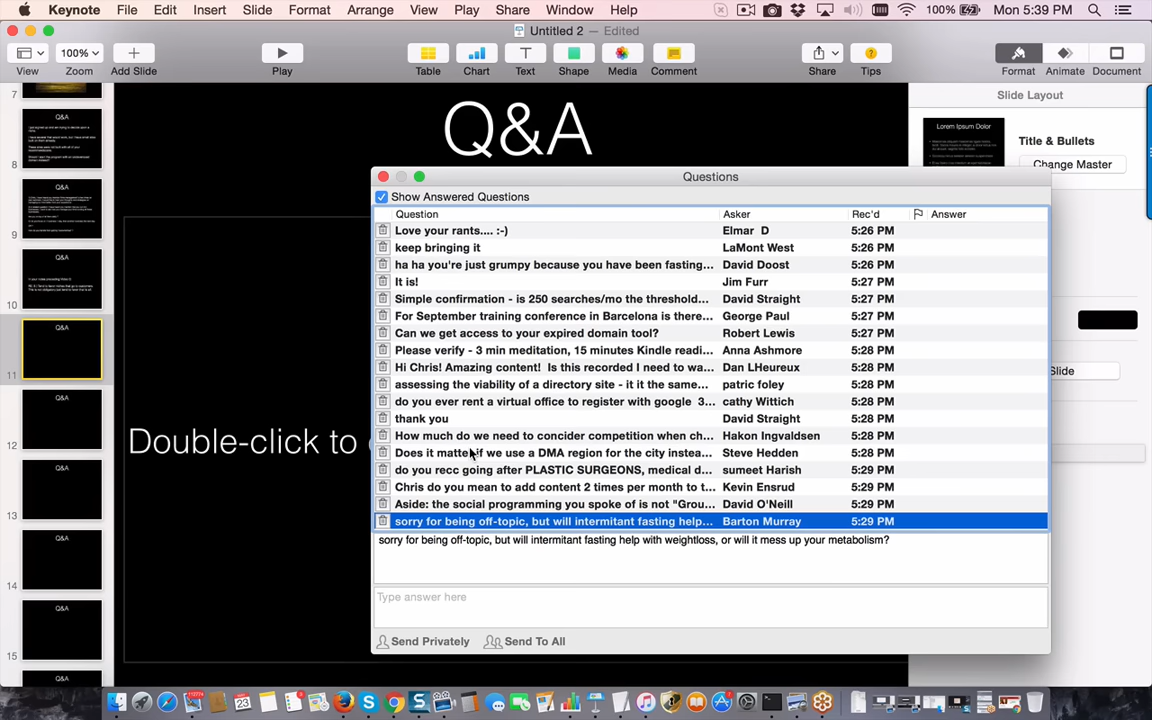 Keynote File Edit Insert Slide Format Arrange View Play Share Window Help 100% Mon 5:39 PM
Untitled 2 — Edited
100%
View Zoom Add Slide Play Table Chart Text Shape Media Comment Share Tips Format Animate Document
Slide Layout
7
Q&A
8
Q&A
9
Q&A
10
Q&A
11
Q&A
12
Q&A
13
Q&A
14
Q&A
15
Q&A
Q&A
Q&A
Double-click to
Lorem Ipsum Dolor
Title & Bullets
Change Master
Slide
Questions
Show Answered Questions
Question Asker Rec'd Answer
Love your rants.... :-) Elmar D 5:26 PM
keep bringing it LaMont West 5:26 PM
ha ha you're just grumpy because you have been fasting... David Doost 5:26 PM
It is! Jim Furr 5:27 PM
Simple confirmation - is 250 searches/mo the threshold... David Straight 5:27 PM
For September training conference in Barcelona is there... George Paul 5:27 PM
Can we get access to your expired domain tool? Robert Lewis 5:27 PM
Please verify - 3 min meditation, 15 minutes Kindle readi... Anna Ashmore 5:28 PM
Hi Chris! Amazing content! Is this recorded I need to wa... Dan LHeureux 5:28 PM
assessing the viability of a directory site - it it the same... patric foley 5:28 PM
do you ever rent a virtual office to register with google 3... cathy Wittich 5:28 PM
thank you David Straight 5:28 PM
How much do we need to concider competition when ch... Hakon Ingvaldsen 5:28 PM
Does it matter if we use a DMA region for the city instea... Steve Hedden 5:28 PM
do you recc going after PLASTIC SURGEONS, medical d... sumeet Harish 5:29 PM
Chris do you mean to add content 2 times per month to t... Kevin Ensrud 5:29 PM
Aside: the social programming you spoke of is not "Grou... David O'Neill 5:29 PM
sorry for being off-topic, but will intermitant fasting help... Barton Murray 5:29 PM
sorry for being off-topic, but will intermitant fasting help with weightloss, or will it mess up your metabolism?
Type answer here
Send Privately Send To All
23